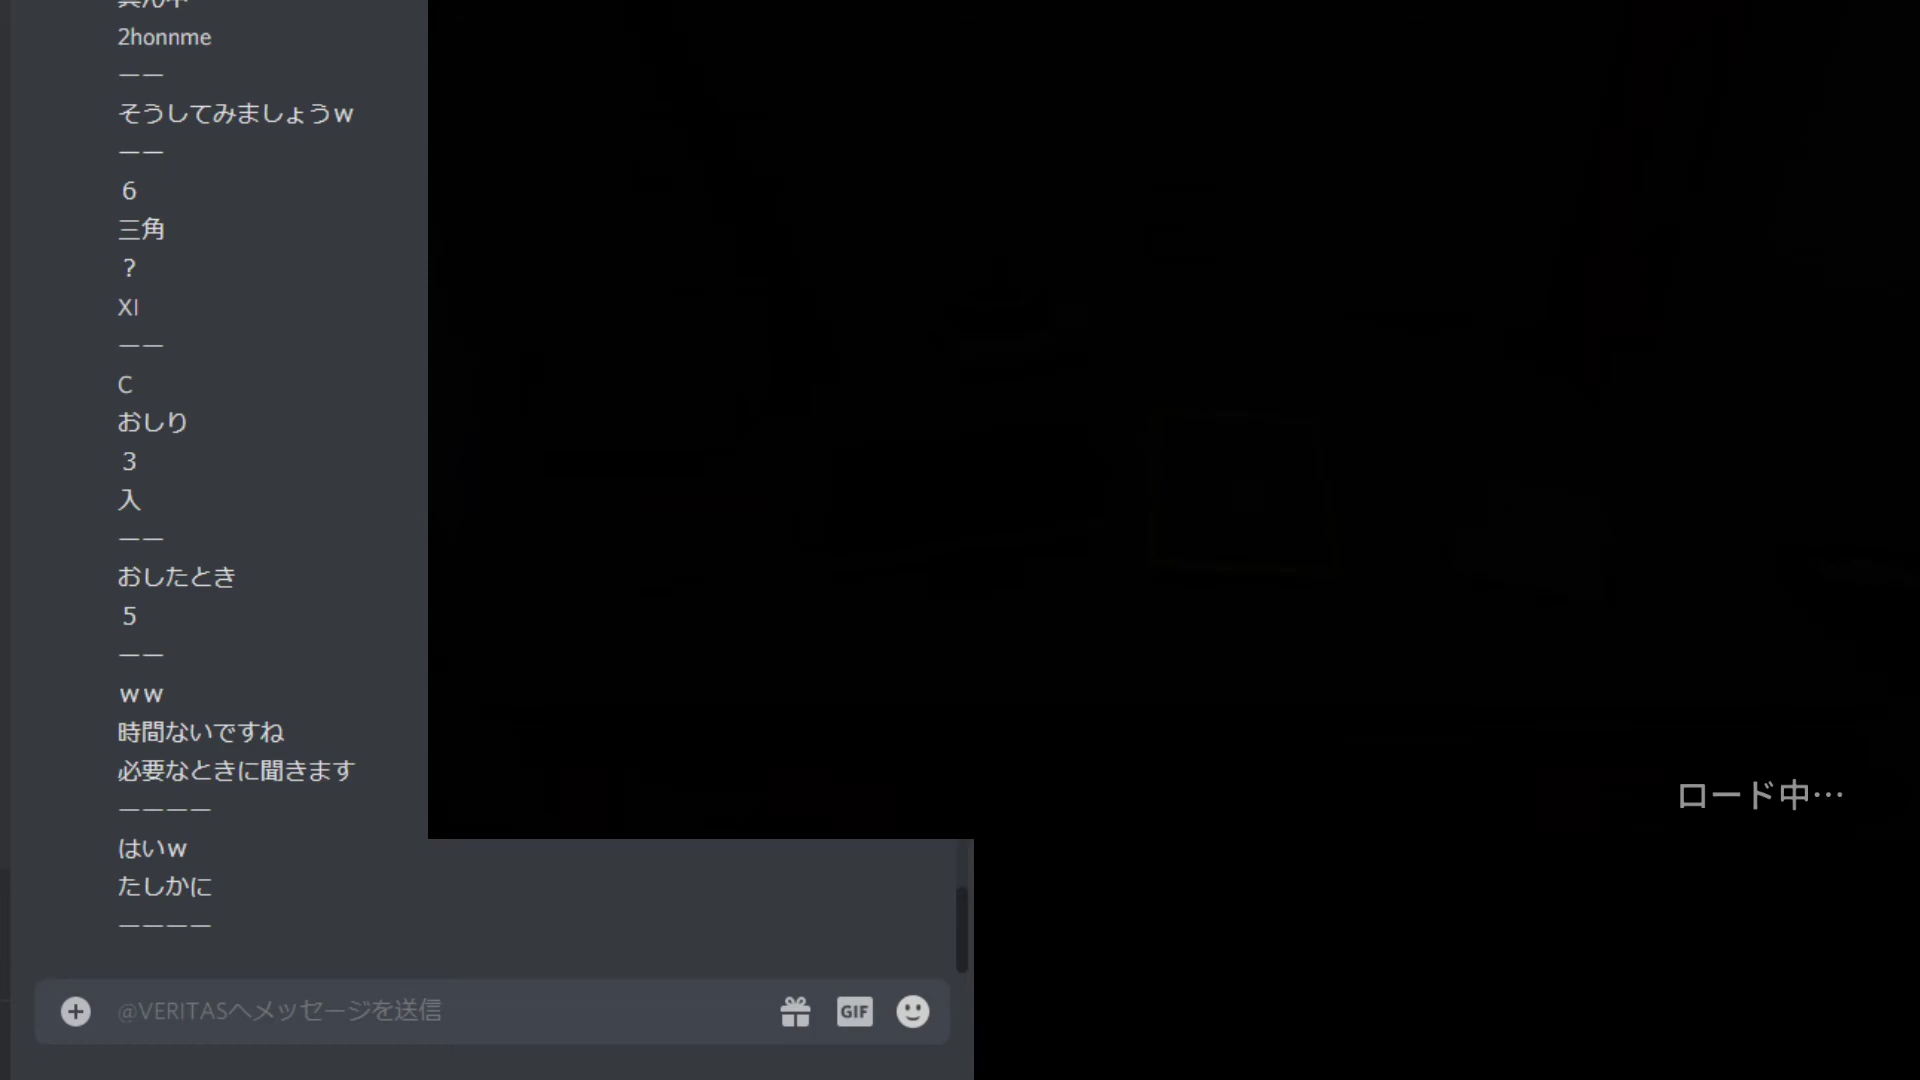 2honnme
ーー
そうしてみましょうｗ
ーー
６
三角
？
XI
ーー
C
おしり
３
入
ーー
おしたとき
５
ーー
ｗｗ
時間ないですね
必要なときに聞きます
ーーーー
はいｗ
たしかに
ーーーー
@VERITASへメッセージを送信
GIF
ロード中…